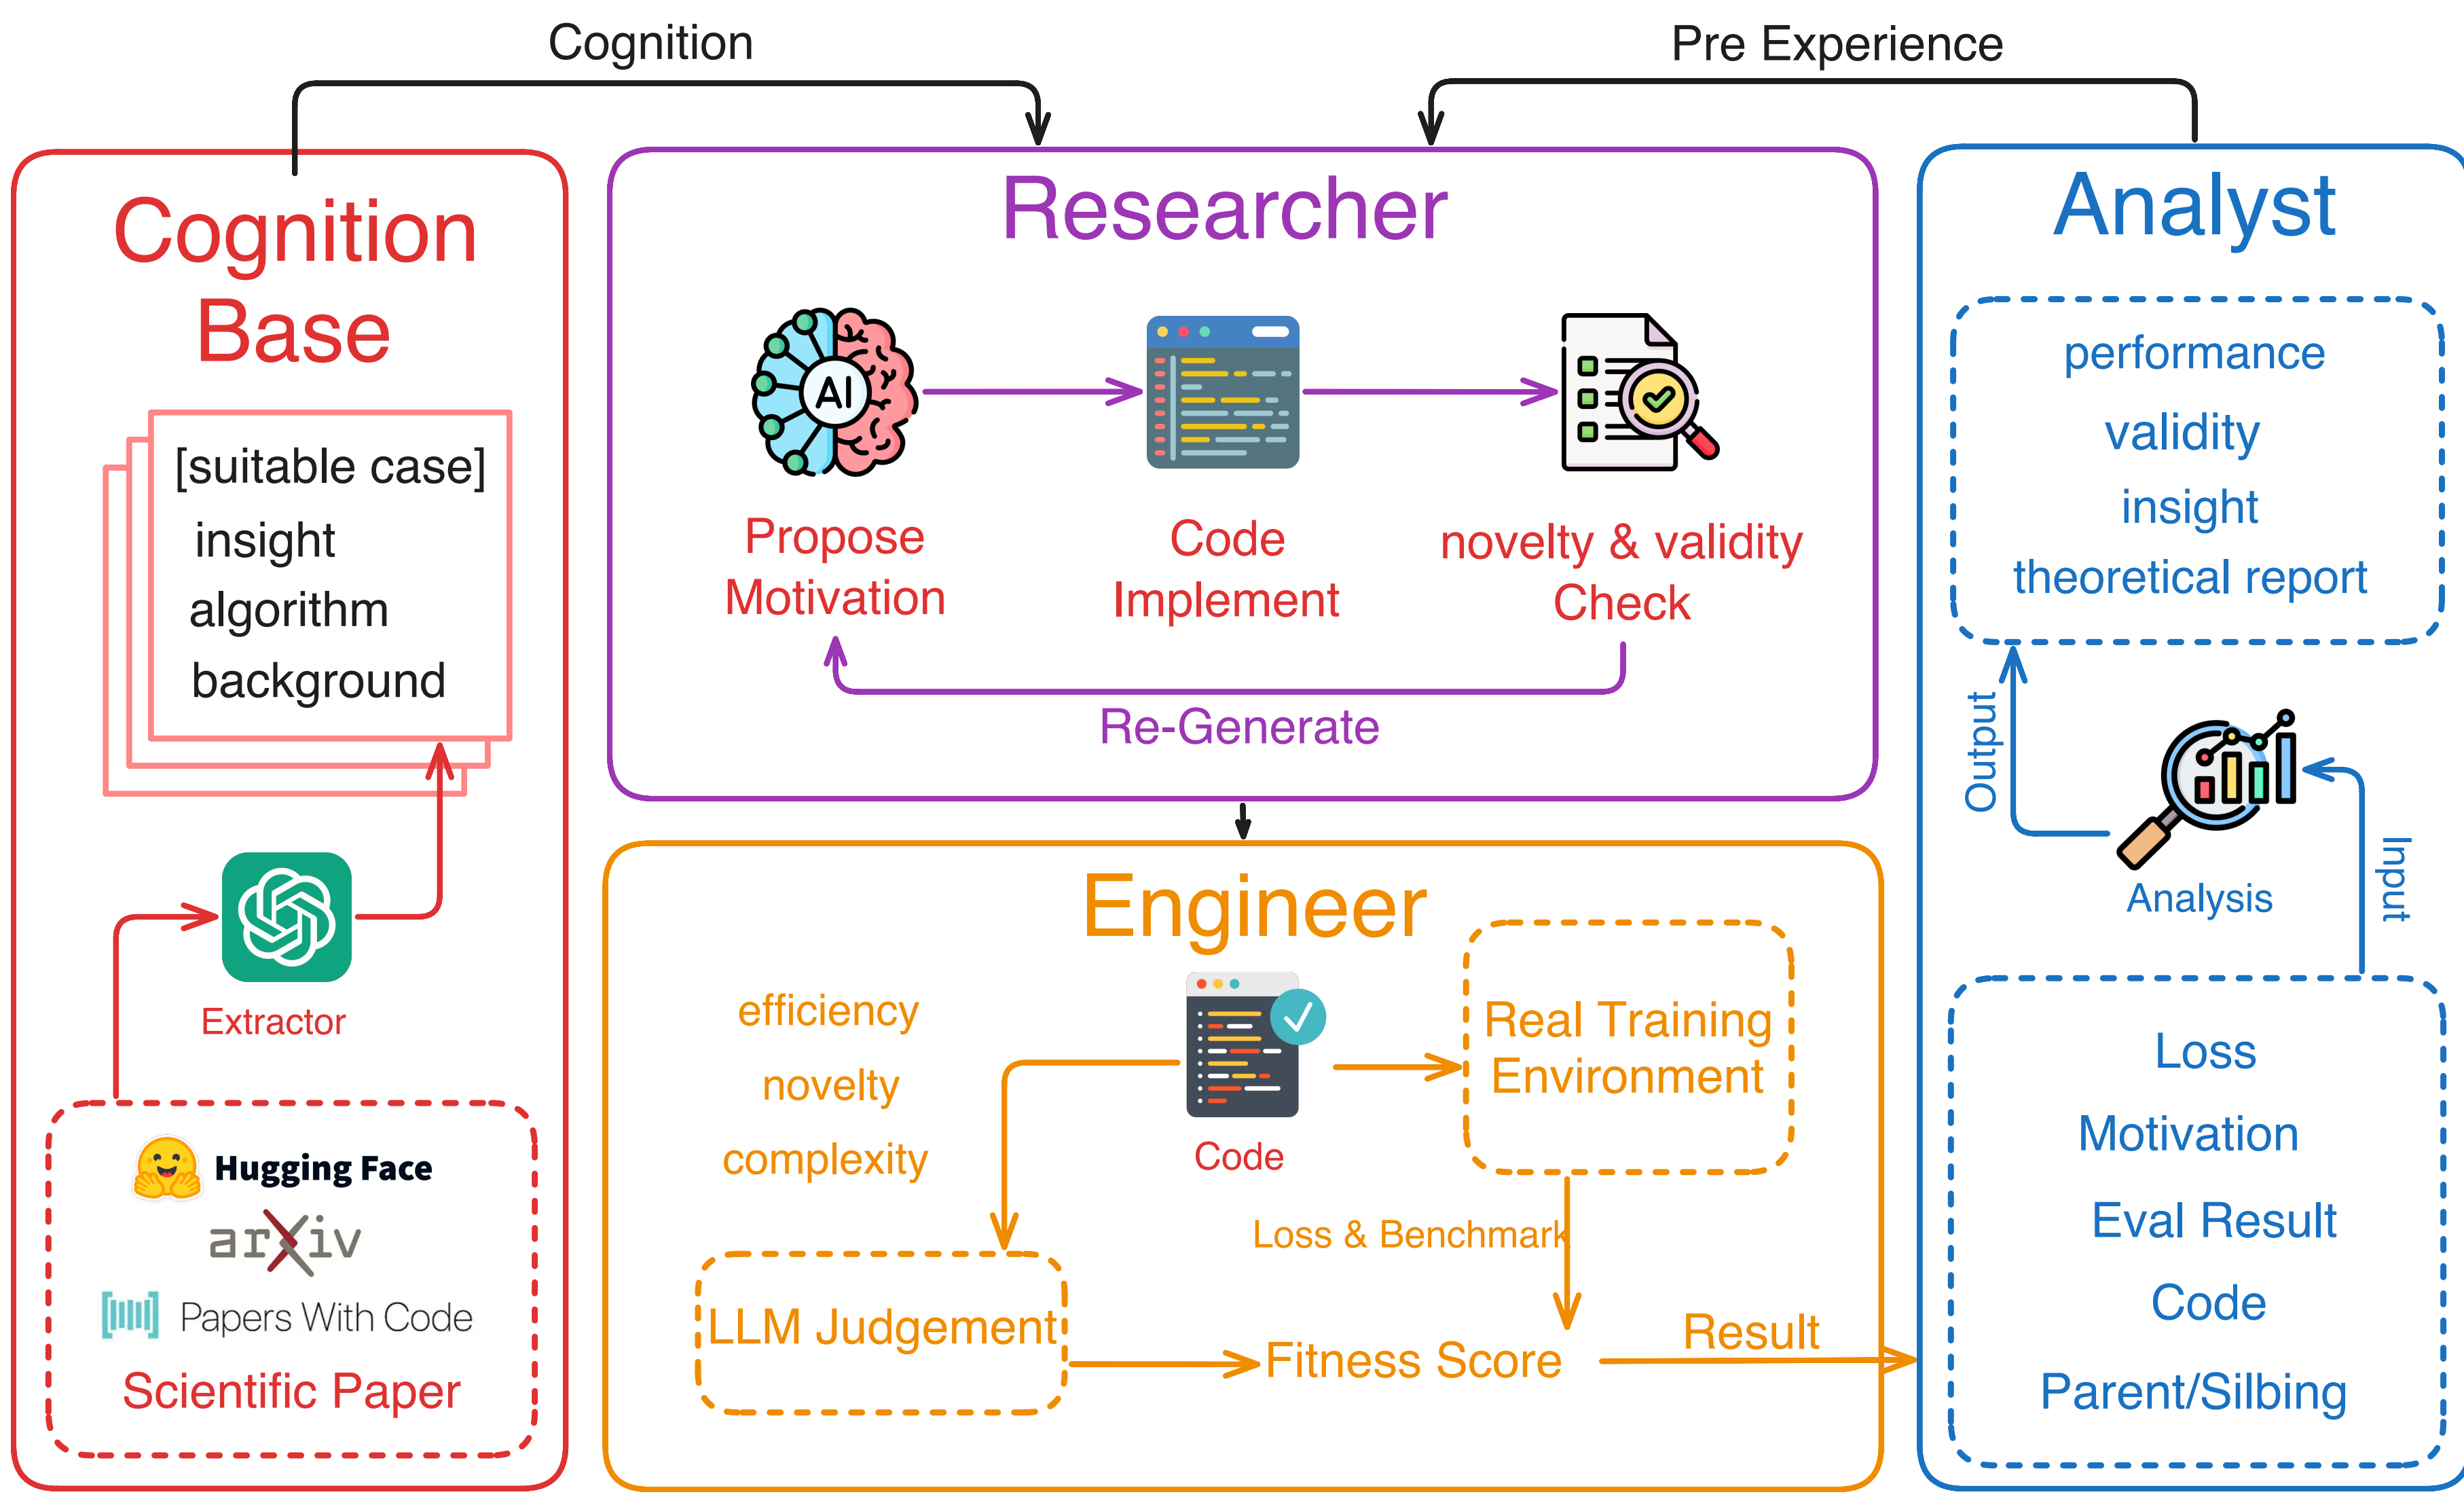 Cognition
Pre Experience
Cognition
Base
[suitable case]
insight
algorithm
background
Extractor
Hugging Face
arXiv
Papers With Code
Scientific Paper
Researcher
AI
Propose
Motivation
Code
Implement
novelty & validity
Check
Re-Generate
Engineer
efficiency
novelty
complexity
Code
Real Training
Environment
Loss & Benchmark
LLM Judgement
Fitness Score
Result
Analyst
performance
validity
insight
theoretical report
Output
Analysis
Input
Loss
Motivation
Eval Result
Code
Parent/Silbing